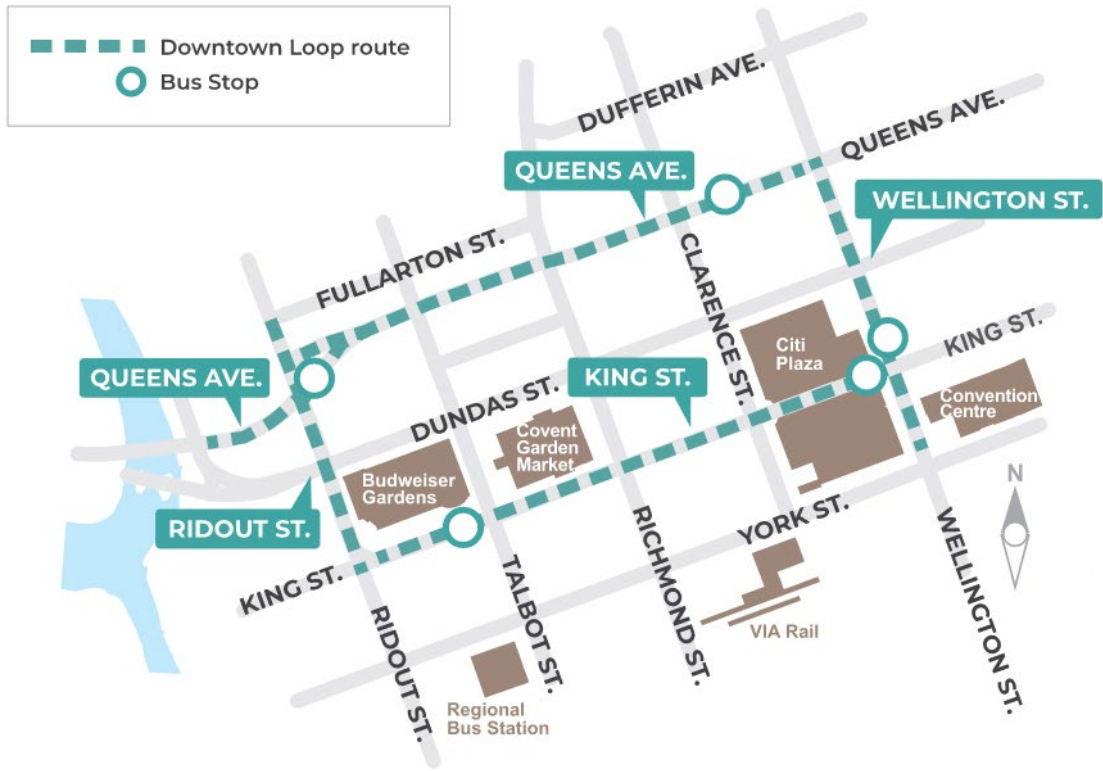 Downtown Loop route
Bus Stop
DUFFERIN AVE.
QUEENS AVE.
QUEENS AVE.
WELLINGTON ST.
FULLARTON ST.
CLARENCE ST.
KING ST.
Citi
Plaza
QUEENS AVE.
KING ST.
DUNDAS ST.
Convention
Centre
Covent
Garden
Market
Budweiser
Gardens
N
RIDOUT ST.
YORK ST.
KING ST.
TALBOT ST.
RICHMOND ST.
WELLINGTON ST.
RIDOUT ST.
VIA Rail
Regional
Bus Station